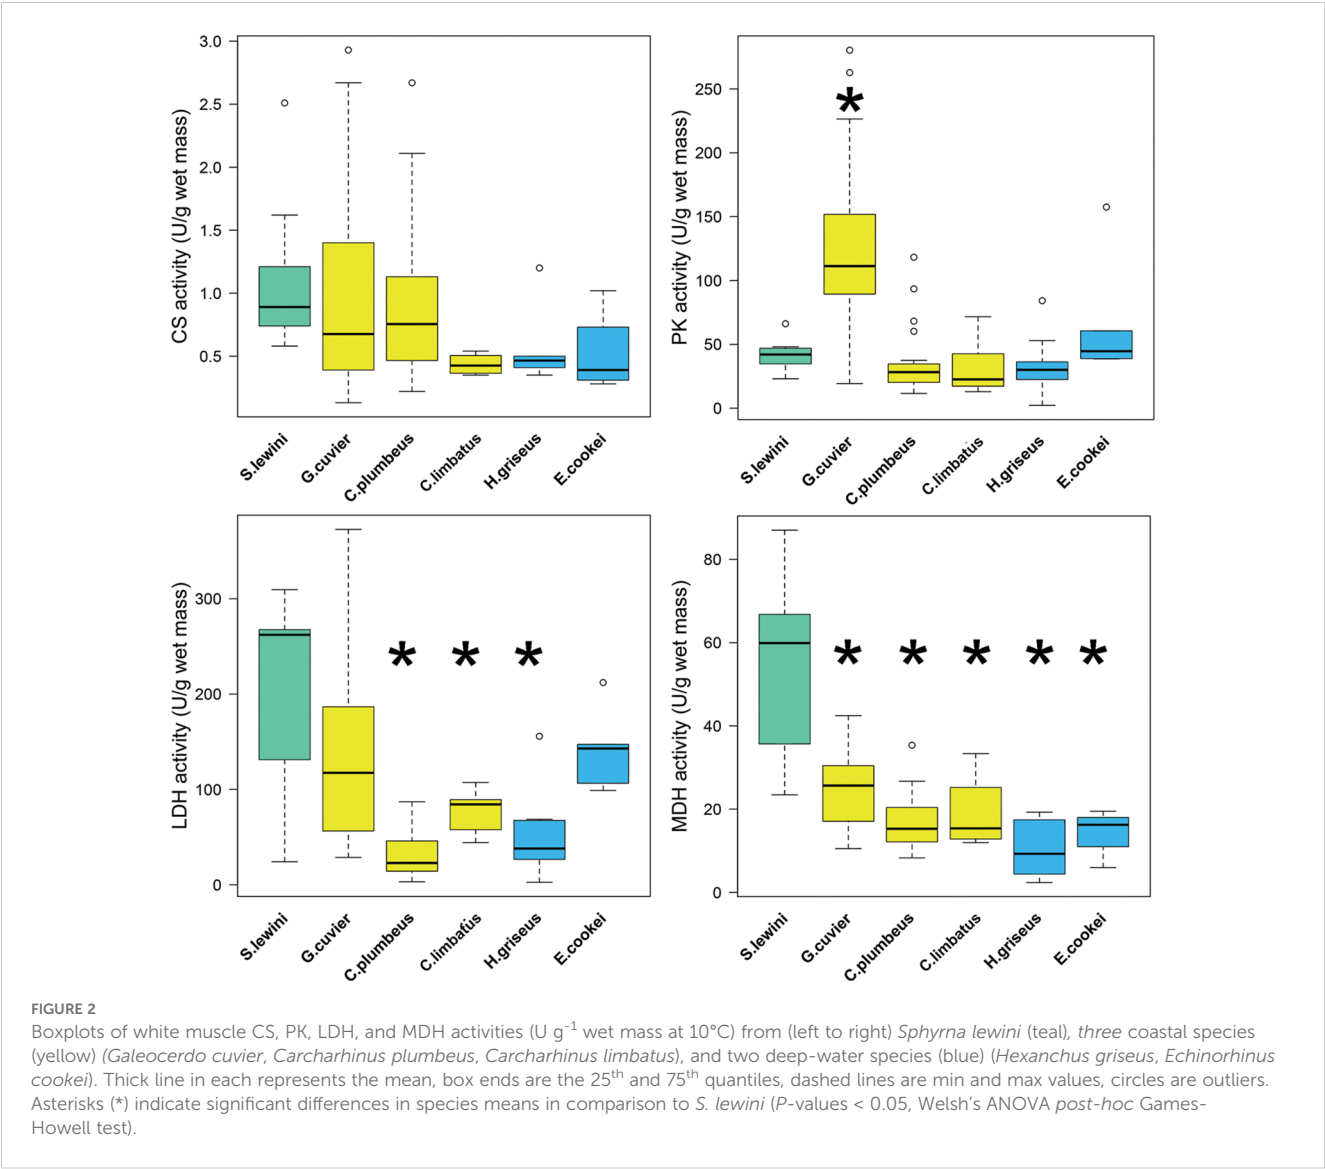 3.0
2.5
2.0
1.5
1.0
0.5
CS activity (U/g wet mass)
S.lewini
G.cuvier
C.plumbeus
C.limbatus
H.griseus
E.cookei
250
200
150
100
50
0
PK activity (U/g wet mass)
*
S.lewini
G.cuvier
C.plumbeus
C.limbatus
H.griseus
E.cookei
300
200
100
0
LDH activity (U/g wet mass)
* * *
S.lewini
G.cuvier
C.plumbeus
C.limbatus
H.griseus
E.cookei
80
60
40
20
0
MDH activity (U/g wet mass)
* * * * *
S.lewini
G.cuvier
C.plumbeus
C.limbatus
H.griseus
E.cookei
FIGURE 2
Boxplots of white muscle CS, PK, LDH, and MDH activities (U g-1 wet mass at 10°C) from (left to right) Sphyrna lewini (teal), three coastal species
(yellow) (Galeocerdo cuvier, Carcharhinus plumbeus, Carcharhinus limbatus), and two deep-water species (blue) (Hexanchus griseus, Echinorhinus
cookei). Thick line in each represents the mean, box ends are the 25th and 75th quantiles, dashed lines are min and max values, circles are outliers.
Asterisks (*) indicate significant differences in species means in comparison to S. lewini (P-values < 0.05, Welsh's ANOVA post-hoc Games-
Howell test).